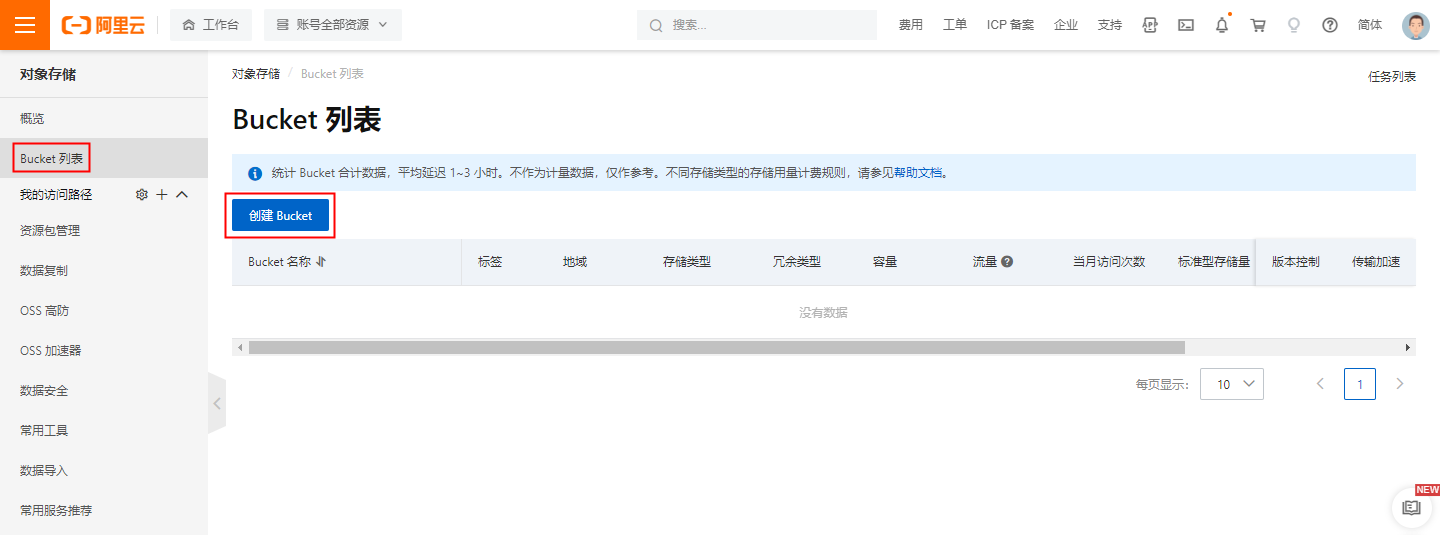 阿里云
工作台
账号全部资源
搜索...
费用
工单
ICP 备案
企业
支持
APP
简体
对象存储
概览
Bucket 列表
我的访问路径
资源包管理
数据复制
OSS 高防
OSS 加速器
数据安全
常用工具
数据导入
常用服务推荐
对象存储 / Bucket 列表
任务列表
Bucket 列表
统计 Bucket 合计数据，平均延迟 1~3 小时。不作为计量数据，仅作参考。不同存储类型的存储用量计费规则，请参见帮助文档。
创建 Bucket
Bucket 名称 标签 地域 存储类型 冗余类型 容量 流量 当月访问次数 标准型存储量 版本控制 传输加速
没有数据
每页显示： 10 1
NEW